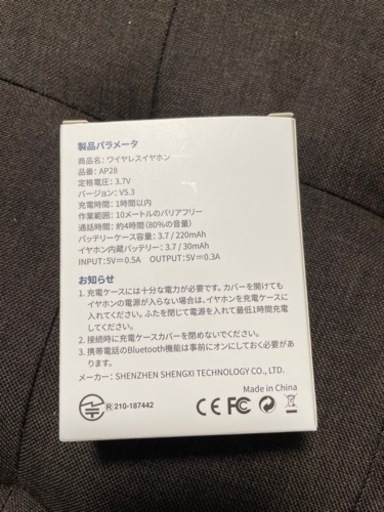 製品パラメータ
商品名: ワイヤレスイヤホン
品番: AP28
定格電圧: 3.7V
バージョン: V5.3
充電時間: 1時間以内
作業範囲: 10メートルのバリアフリー
通話時間: 約4時間(80%の音量)
バッテリーケース容量: 3.7 / 220mAh
イヤホン内蔵バッテリー: 3.7 / 30mAh
INPUT: 5V=0.5A OUTPUT: 5V=0.3A
お知らせ
1. 充電ケースには十分な電力が必要です。カバーを開けても
イヤホンの電源が入らない場合は、イヤホンを充電ケースに
入れてください。ふたを閉じて電源を入れて最低1時間充電
してください。
2. 接続時に充電ケースカバーを閉めないでください。
3. 携帯電話のBluetooth機能は事前にオンにしておく必要があ
ります。
メーカー: SHENZHEN SHENGXI TECHNOLOGY CO., LTD.
Made in China
R 210-187442
CE FC